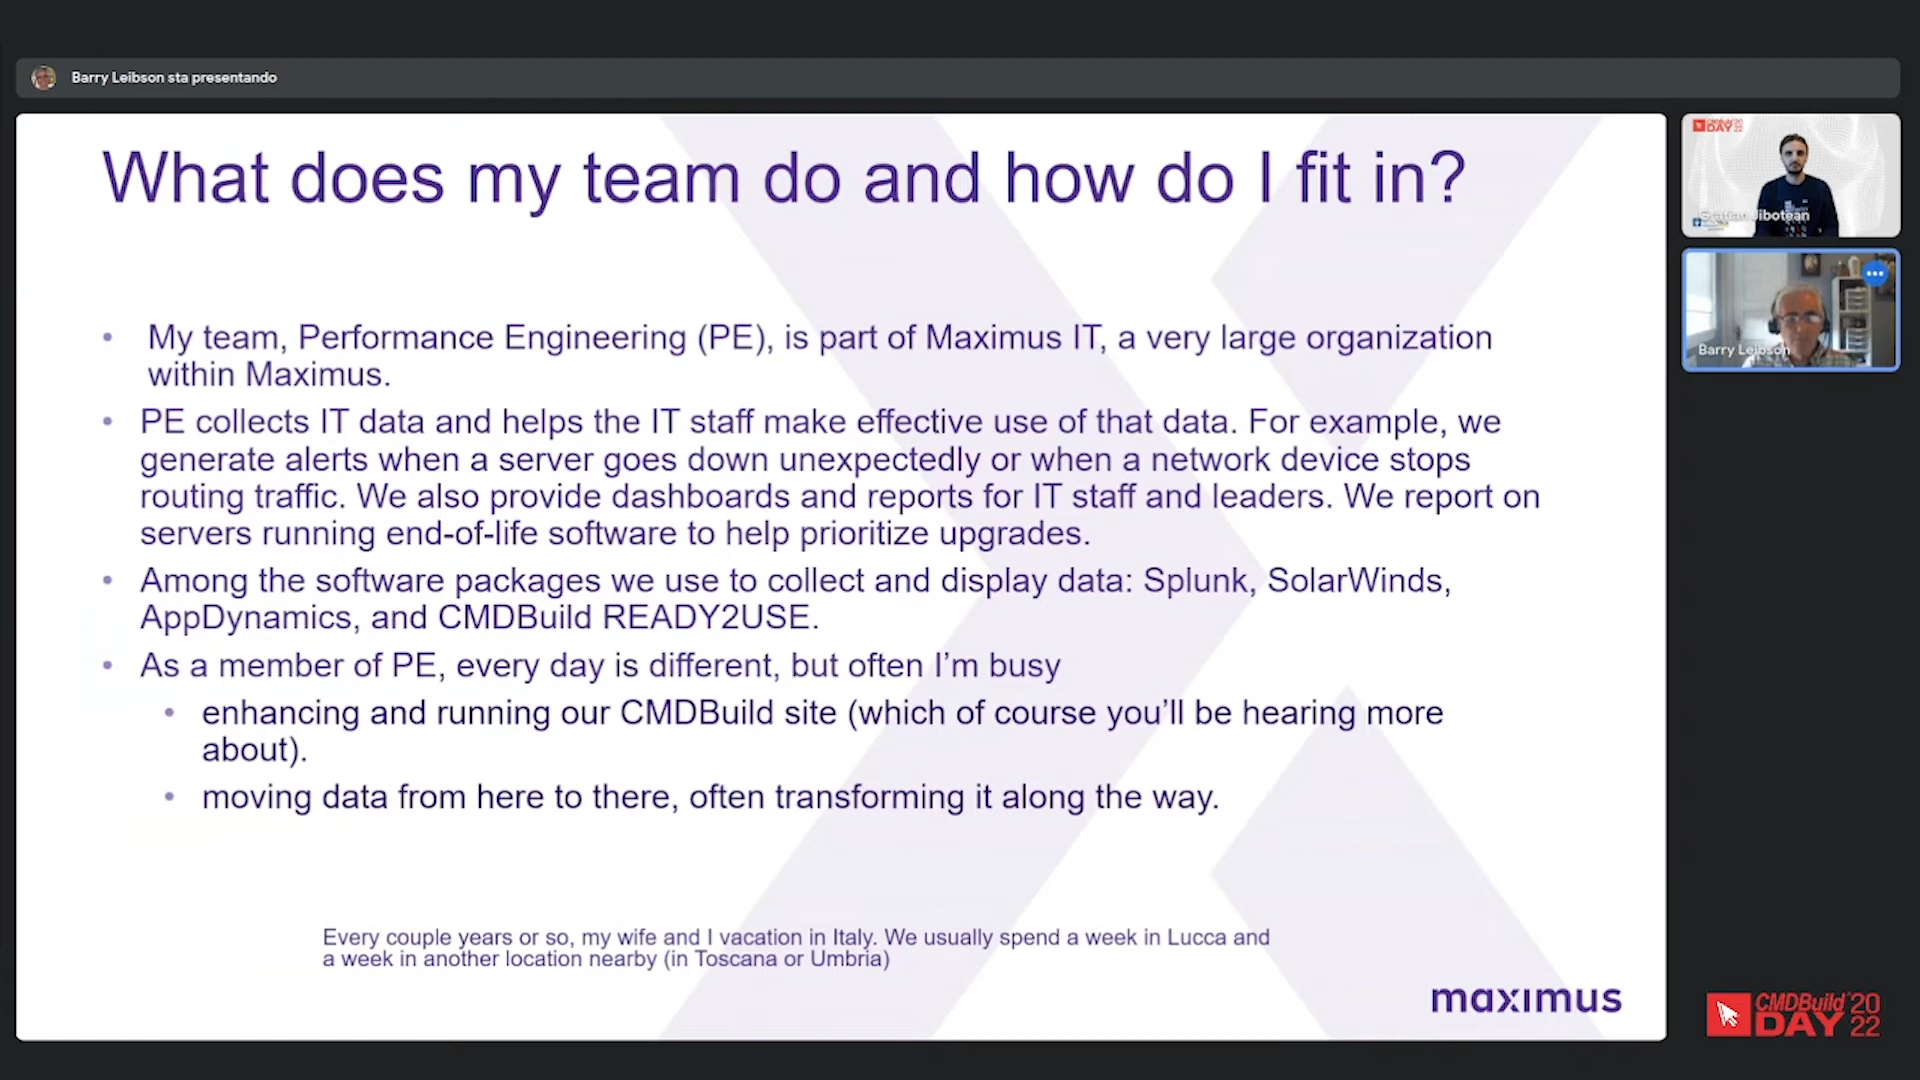 Barry Leibson sta presentando
What does my team do and how do I fit in?
• My team, Performance Engineering (PE), is part of Maximus IT, a very large organization
within Maximus.
• PE collects IT data and helps the IT staff make effective use of that data. For example, we
generate alerts when a server goes down unexpectedly or when a network device stops
routing traffic. We also provide dashboards and reports for IT staff and leaders. We report on
servers running end-of-life software to help prioritize upgrades.
• Among the software packages we use to collect and display data: Splunk, SolarWinds,
AppDynamics, and CMDBuild READY2USE.
• As a member of PE, every day is different, but often I’m busy
• enhancing and running our CMDBuild site (which of course you’ll be hearing more
about).
• moving data from here to there, often transforming it along the way.
Every couple years or so, my wife and I vacation in Italy. We usually spend a week in Lucca and
a week in another location nearby (in Toscana or Umbria)
maximus
CMDBuild 20
DAY 22
Jibotean
Barry Leibson
CMDBuild 20
DAY 22